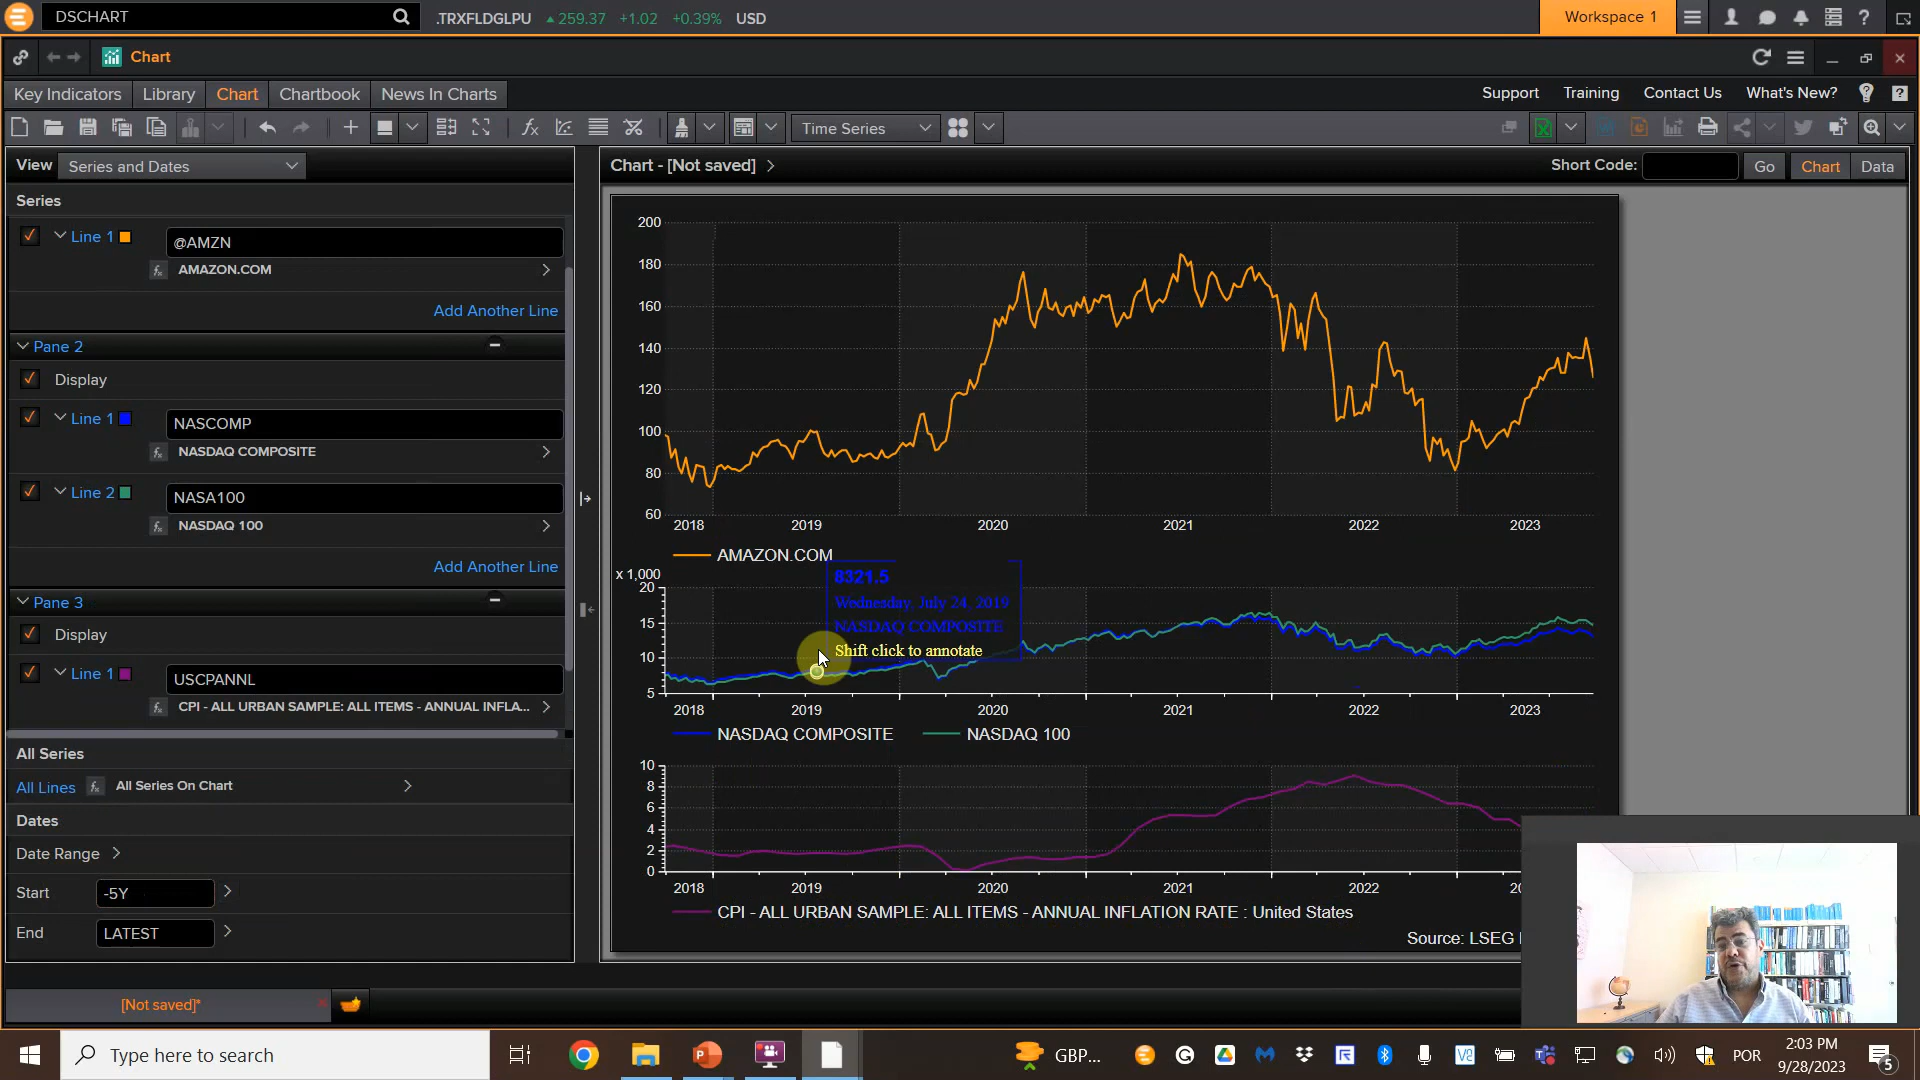 DSCHART
.TRXFLDGLPU 259.37 +1.02 +0.39% USD
Workspace 1
Chart
Key Indicators Library Chart Chartbook News In Charts
Support Training Contact Us What's New?
Time Series
View Series and Dates
Chart - [Not saved]
Short Code: Go Chart Data
Series
Line 1 @AMZN
AMAZON.COM
Add Another Line
Pane 2
Display
Line 1 NASCOMP
NASDAQ COMPOSITE
Line 2 NASA100
NASDAQ 100
Add Another Line
Pane 3
Display
Line 1 USCPANNL
CPI - ALL URBAN SAMPLE: ALL ITEMS - ANNUAL INFLA...
All Series
All Lines All Series On Chart
Dates
Date Range
Start -5Y
End LATEST
[Not saved]*
200
180
160
140
120
100
80
60
2018 2019 2020 2021 2022 2023
AMAZON.COM
x 1,000
20
15
10
5
8321.5
Wednesday, July 24, 2019
NASDAQ COMPOSITE
Shift click to annotate
2018 2019 2020 2021 2022 2023
NASDAQ COMPOSITE NASDAQ 100
10
8
6
4
2
0
2018 2019 2020 2021 2022
CPI - ALL URBAN SAMPLE: ALL ITEMS - ANNUAL INFLATION RATE : United States
Source: LSEG
Type here to search
GBP...
POR
2:03 PM
9/28/2023
5